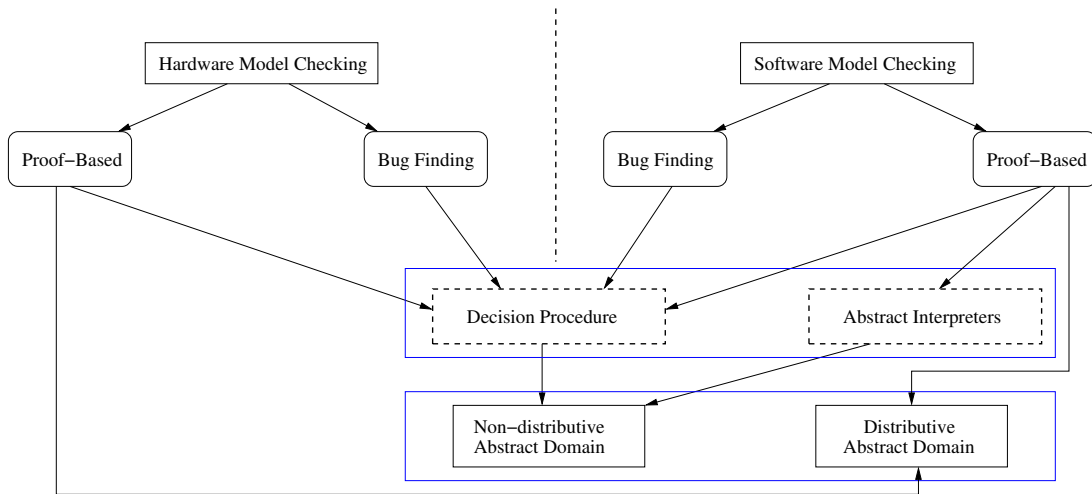 Hardware Model Checking
Software Model Checking
Proof−Based
Bug Finding
Bug Finding
Proof−Based
Decision Procedure
Abstract Interpreters
Non−distributive
Abstract Domain
Distributive
Abstract Domain